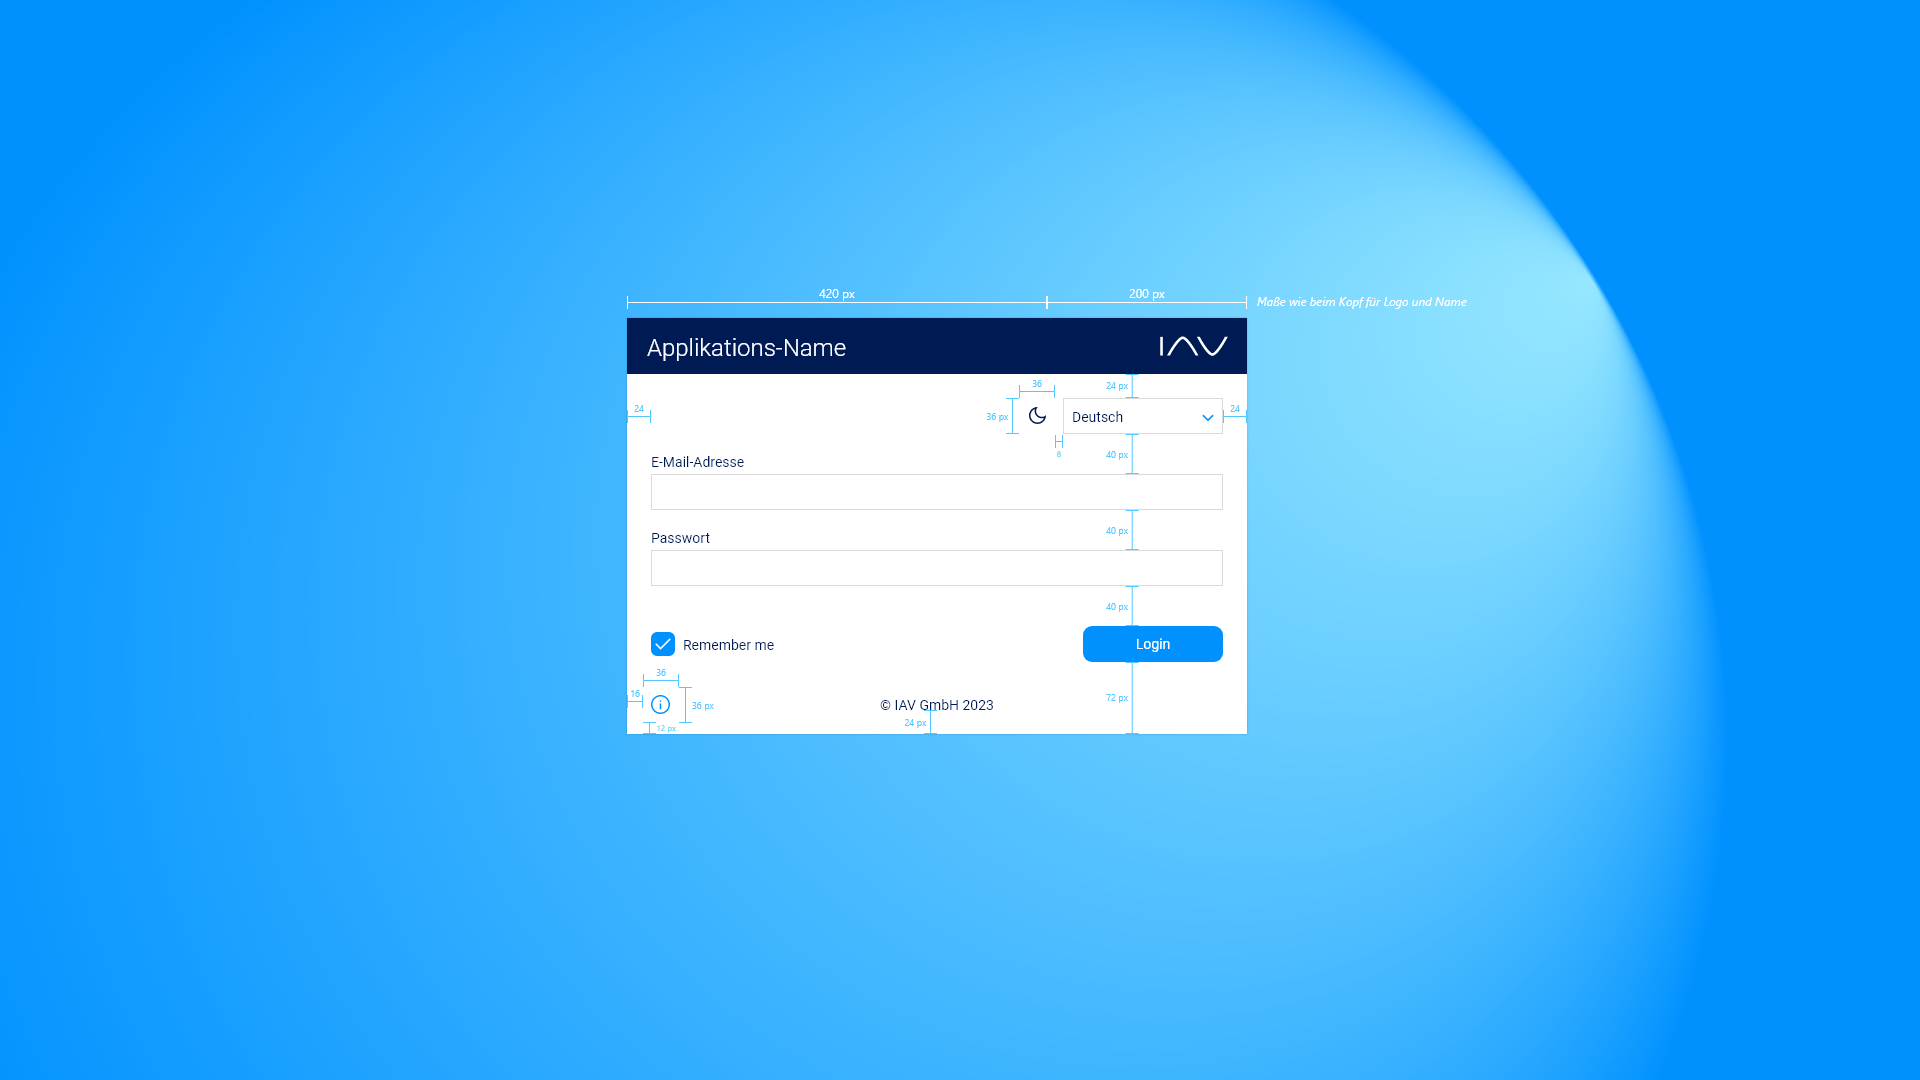 420 px
200 px
Maße wie beim Kopf für Logo und Name
Applikations-Name
IAV
36
24 px
24
36 px
Deutsch
24
8
40 px
E-Mail-Adresse
40 px
Passwort
40 px
Remember me
Login
36
16
36 px
© IAV GmbH 2023
72 px
24 px
12 px